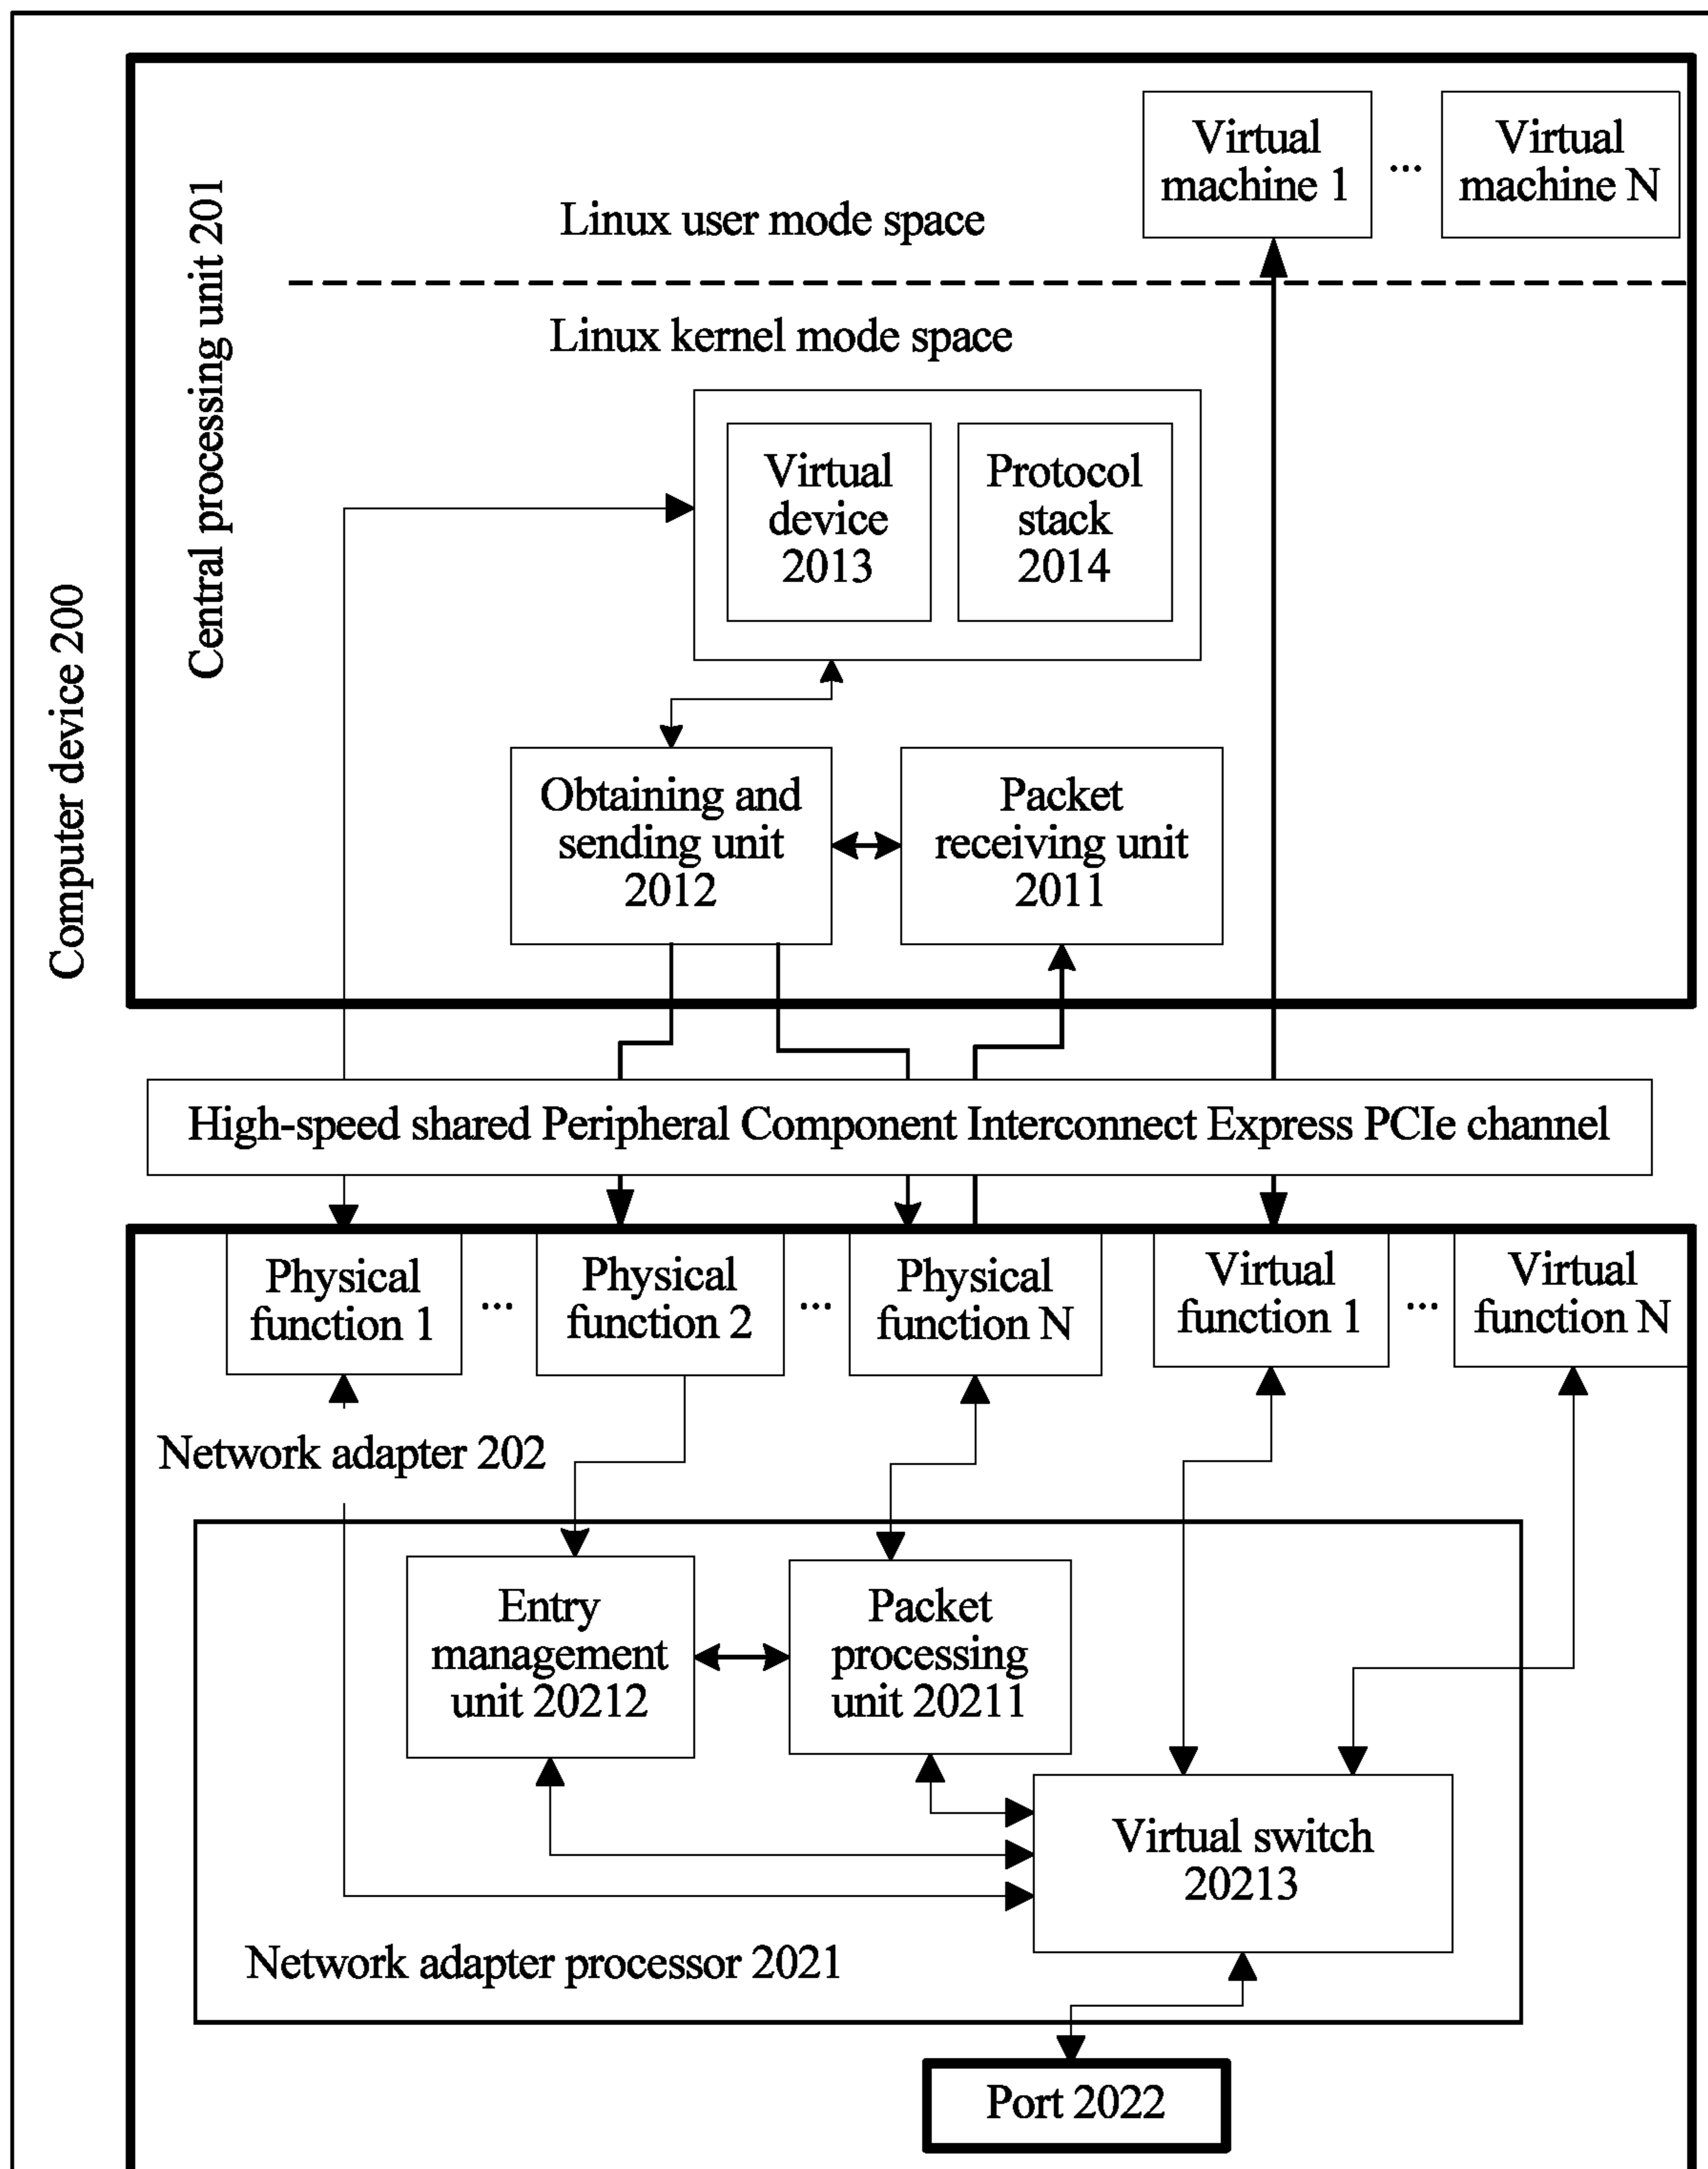 Computer device 200
Central processing unit 201
Virtual
machine 1
...
Virtual
machine N
Linux user mode space
Linux kernel mode space
Virtual
device
2013
Protocol
stack
2014
Obtaining and
sending unit
2012
Packet
receiving unit
2011
High-speed shared Peripheral Component Interconnect Express PCIe channel
Physical
function 1
...
Physical
function 2
...
Physical
function N
Virtual
function 1
...
Virtual
function N
Network adapter 202
Entry
management
unit 20212
Packet
processing
unit 20211
Virtual switch
20213
Network adapter processor 2021
Port 2022